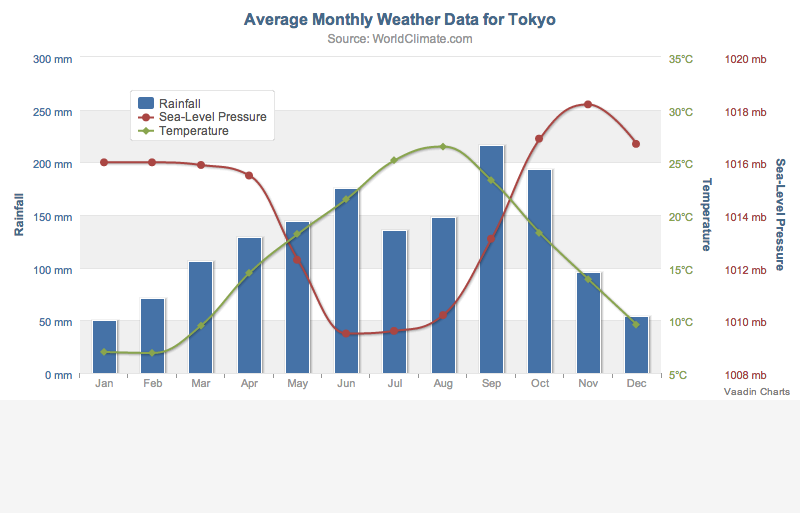 Average Monthly Weather Data for Tokyo
Source: WorldClimate.com
Rainfall
Sea-Level Pressure
Temperature
300 mm
250 mm
200 mm
150 mm
100 mm
50 mm
0 mm
Rainfall
35°C
30°C
25°C
20°C
15°C
10°C
5°C
Temperature
1020 mb
1018 mb
1016 mb
1014 mb
1012 mb
1010 mb
1008 mb
Sea-Level Pressure
Jan Feb Mar Apr May Jun Jul Aug Sep Oct Nov Dec
Vaadin Charts